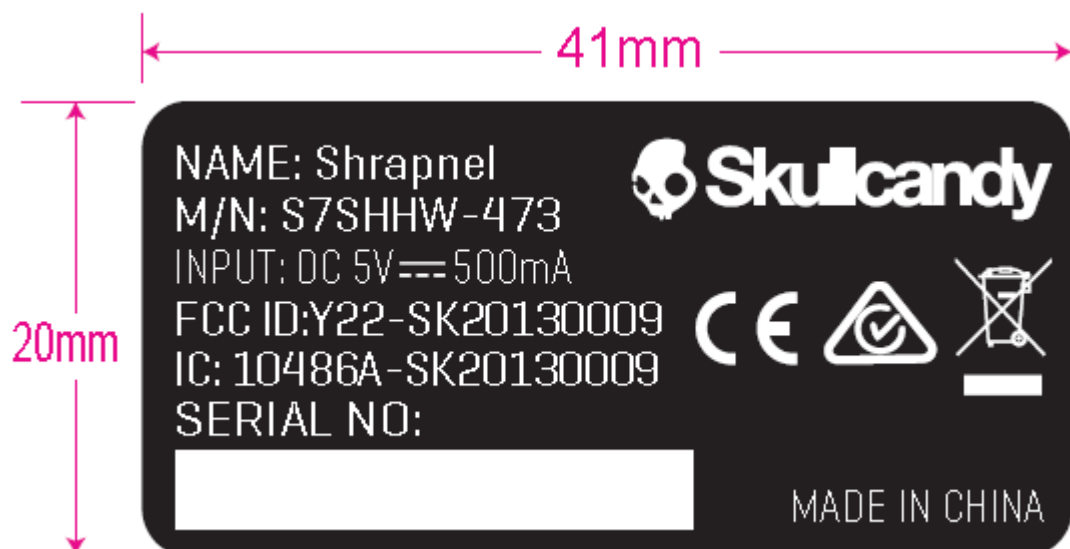 41mm
20mm
NAME: Shrapnel
M/N: S7SHHW-473
INPUT: DC 5V⎓500mA
FCC ID:Y22-SK20130009
IC: 10486A-SK20130009
SERIAL NO:
Skullcandy
CE
MADE IN CHINA